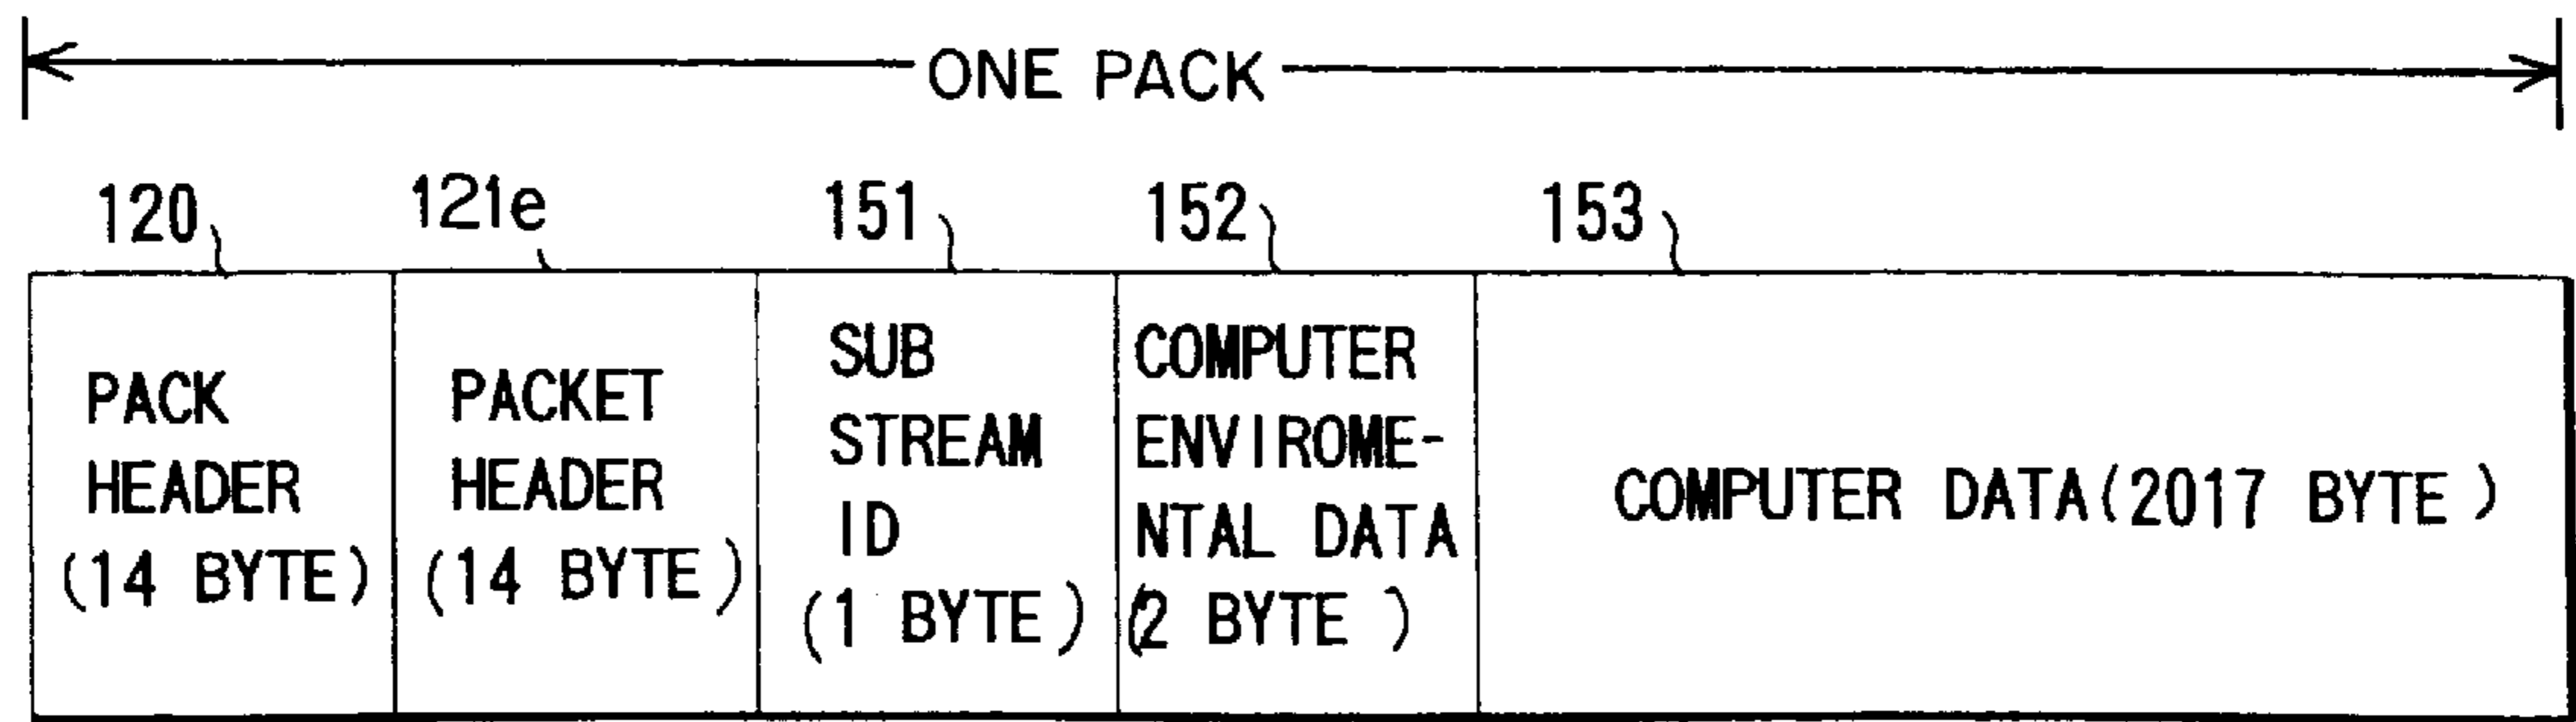 ONE PACK
120
121e
151
152
153
PACK
HEADER
(14 BYTE)
PACKET
HEADER
(14 BYTE)
SUB
STREAM
ID
(1 BYTE)
COMPUTER
ENVIROME-
NTAL DATA
(2 BYTE )
COMPUTER DATA(2017 BYTE )